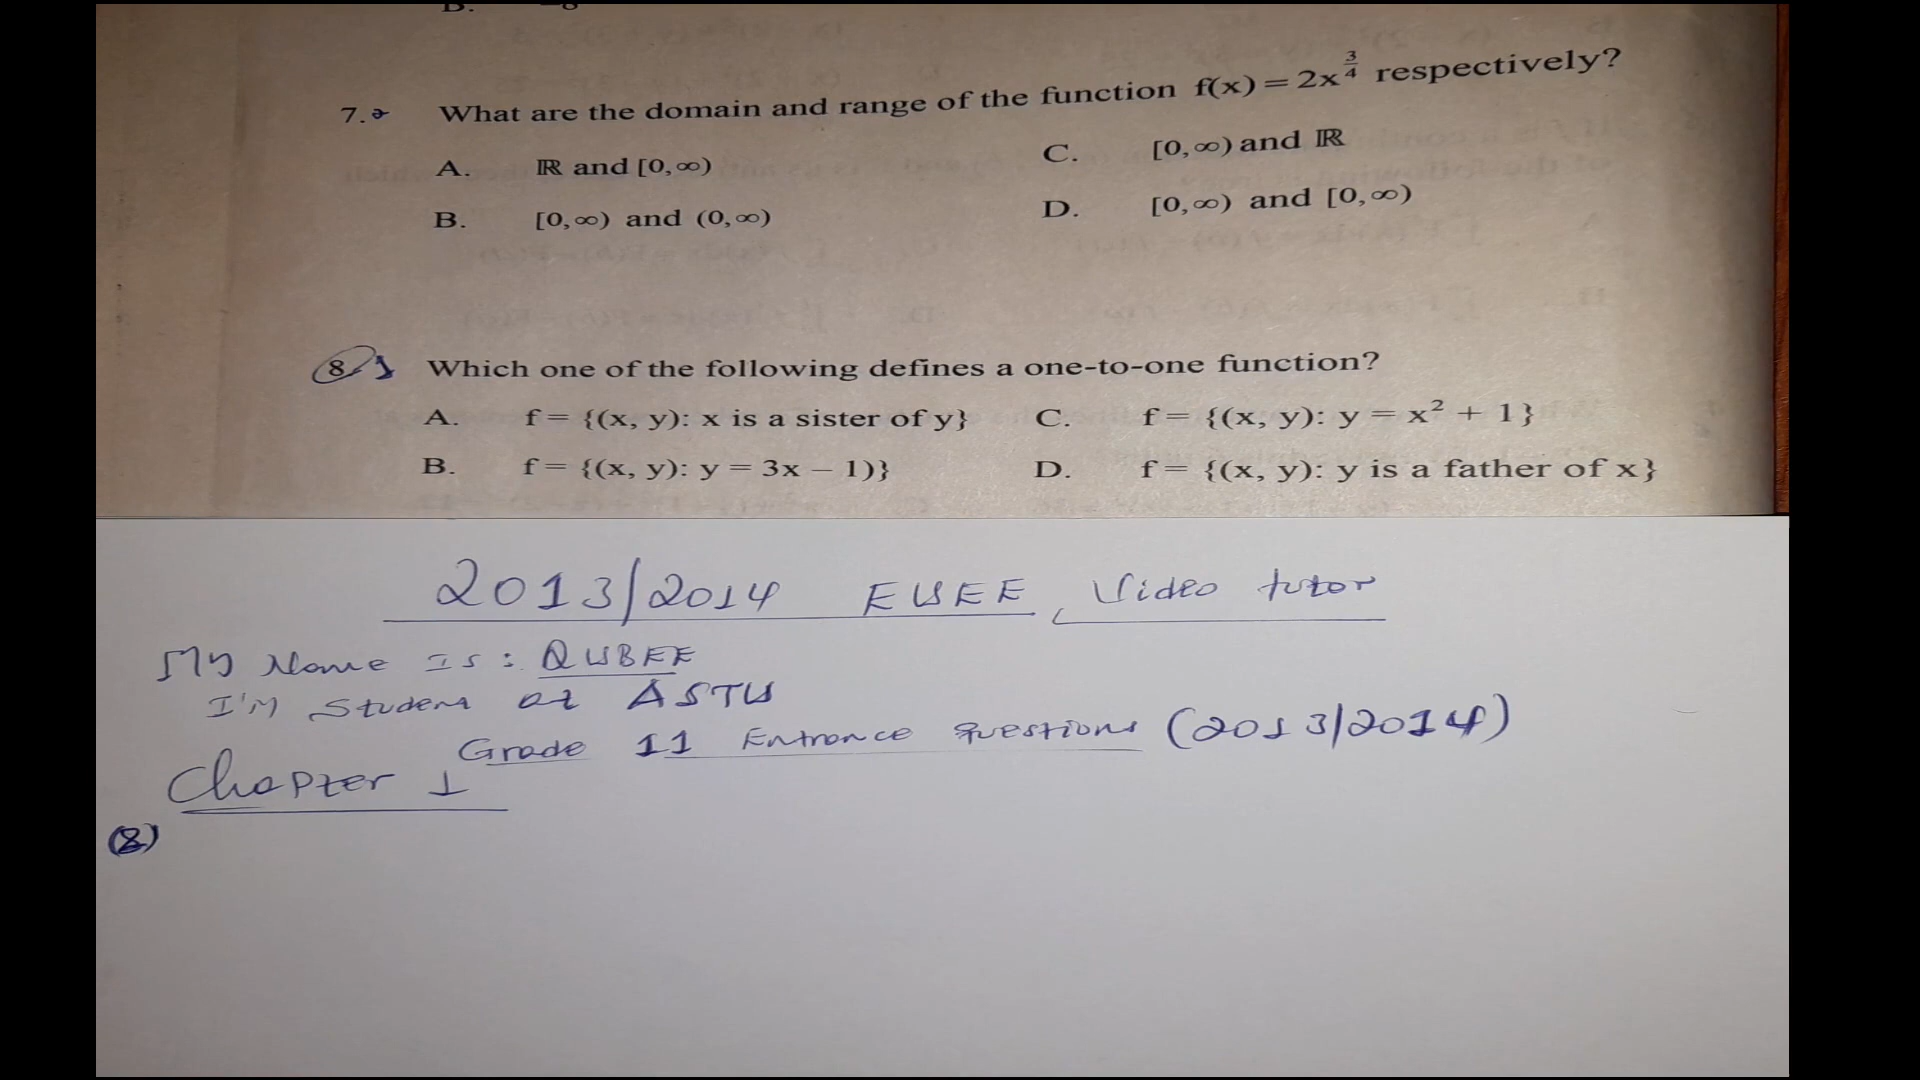 7. What are the domain and range of the function f(x) = 2x^(3/4) respectively?
A. ℝ and [0,∞)
C. [0,∞) and ℝ
B. [0,∞) and (0,∞)
D. [0,∞) and [0,∞)
8. Which one of the following defines a one-to-one function?
A. f = {(x, y): x is a sister of y}
C. f = {(x, y): y = x² + 1}
B. f = {(x, y): y = 3x – 1)}
D. f = {(x, y): y is a father of x}
2013/2014 EUEE Video tutor
My Name Is: QUBEE
I'M Student at ASTU
Grade 11 Entrance questions (2013/2014)
Chapter 1
(8)